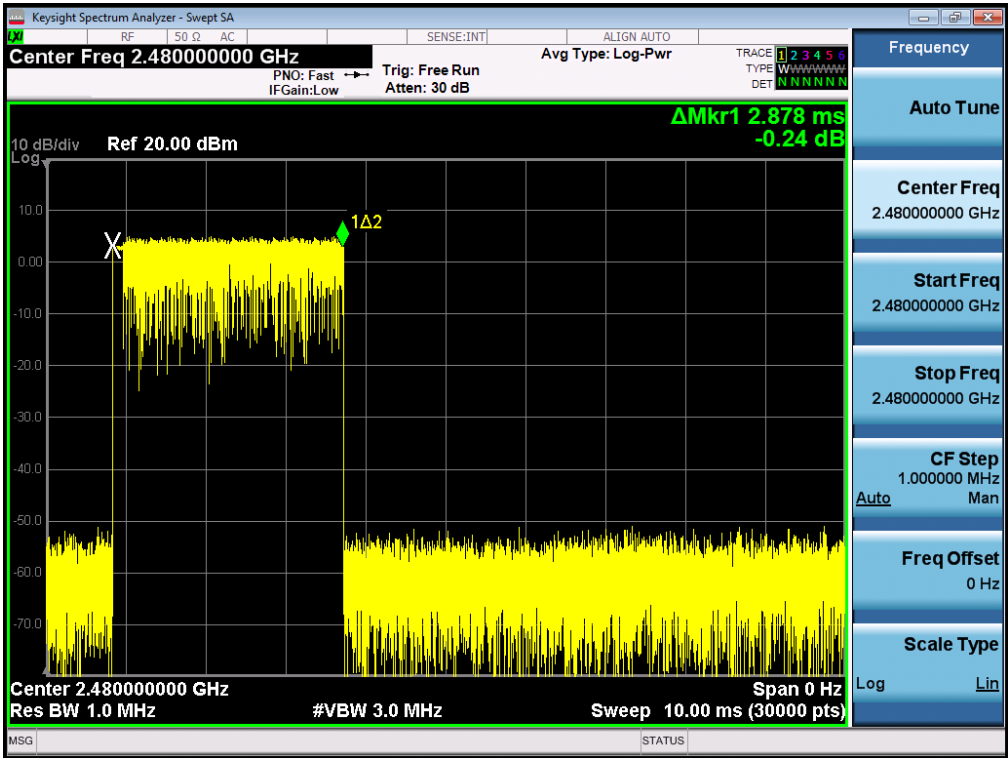 Keysight Spectrum Analyzer - Swept SA
LXI RF 50 Ω AC SENSE:INT ALIGN AUTO
Center Freq 2.480000000 GHz
PNO: Fast
IFGain:Low
Trig: Free Run
Atten: 30 dB
Avg Type: Log-Pwr
TRACE 1 2 3 4 5 6
TYPE WWWWWW
DET N N N N N N
ΔMkr1 2.878 ms
-0.24 dB
10 dB/div
Log
Ref 20.00 dBm
10.0
0.00
-10.0
-20.0
-30.0
-40.0
-50.0
-60.0
-70.0
1Δ2
Center 2.480000000 GHz
Span 0 Hz
Res BW 1.0 MHz
#VBW 3.0 MHz
Sweep 10.00 ms (30000 pts)
MSG
STATUS
Frequency
Auto Tune
Center Freq
2.480000000 GHz
Start Freq
2.480000000 GHz
Stop Freq
2.480000000 GHz
CF Step
1.000000 MHz
Auto Man
Freq Offset
0 Hz
Scale Type
Log Lin